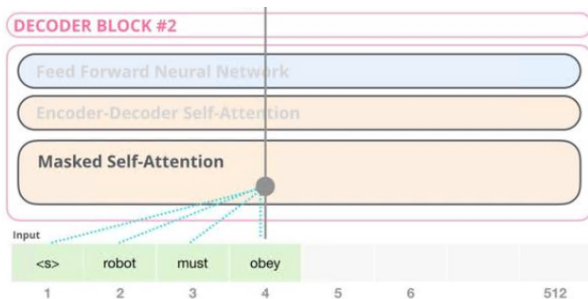 DECODER BLOCK #2
Feed Forward Neural Network
Encoder-Decoder Self-Attention
Masked Self-Attention
Input
<s> robot must obey
1 2 3 4 5 6 512